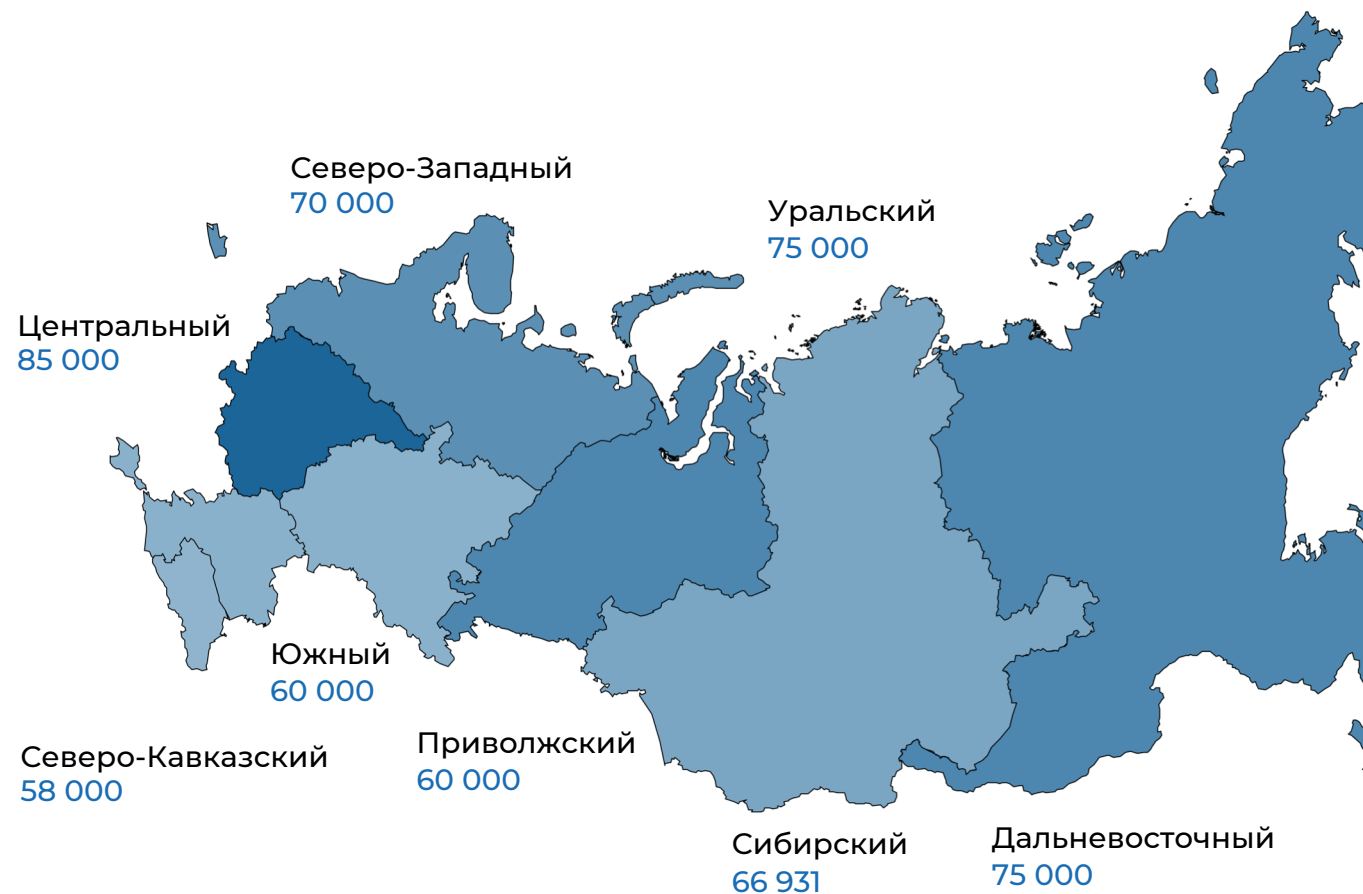 Северо-Западный
70 000
Уральский
75 000
Центральный
85 000
Южный
60 000
Северо-Кавказский
58 000
Приволжский
60 000
Сибирский
66 931
Дальневосточный
75 000